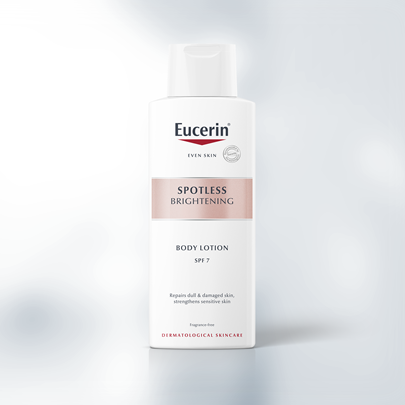 Eucerin®
EVEN SKIN
SPOTLESS
BRIGHTENING
BODY LOTION
SPF 7
Repairs dull & damaged skin,
strengthens sensitive skin
Fragrance-free
DERMATOLOGICAL SKINCARE